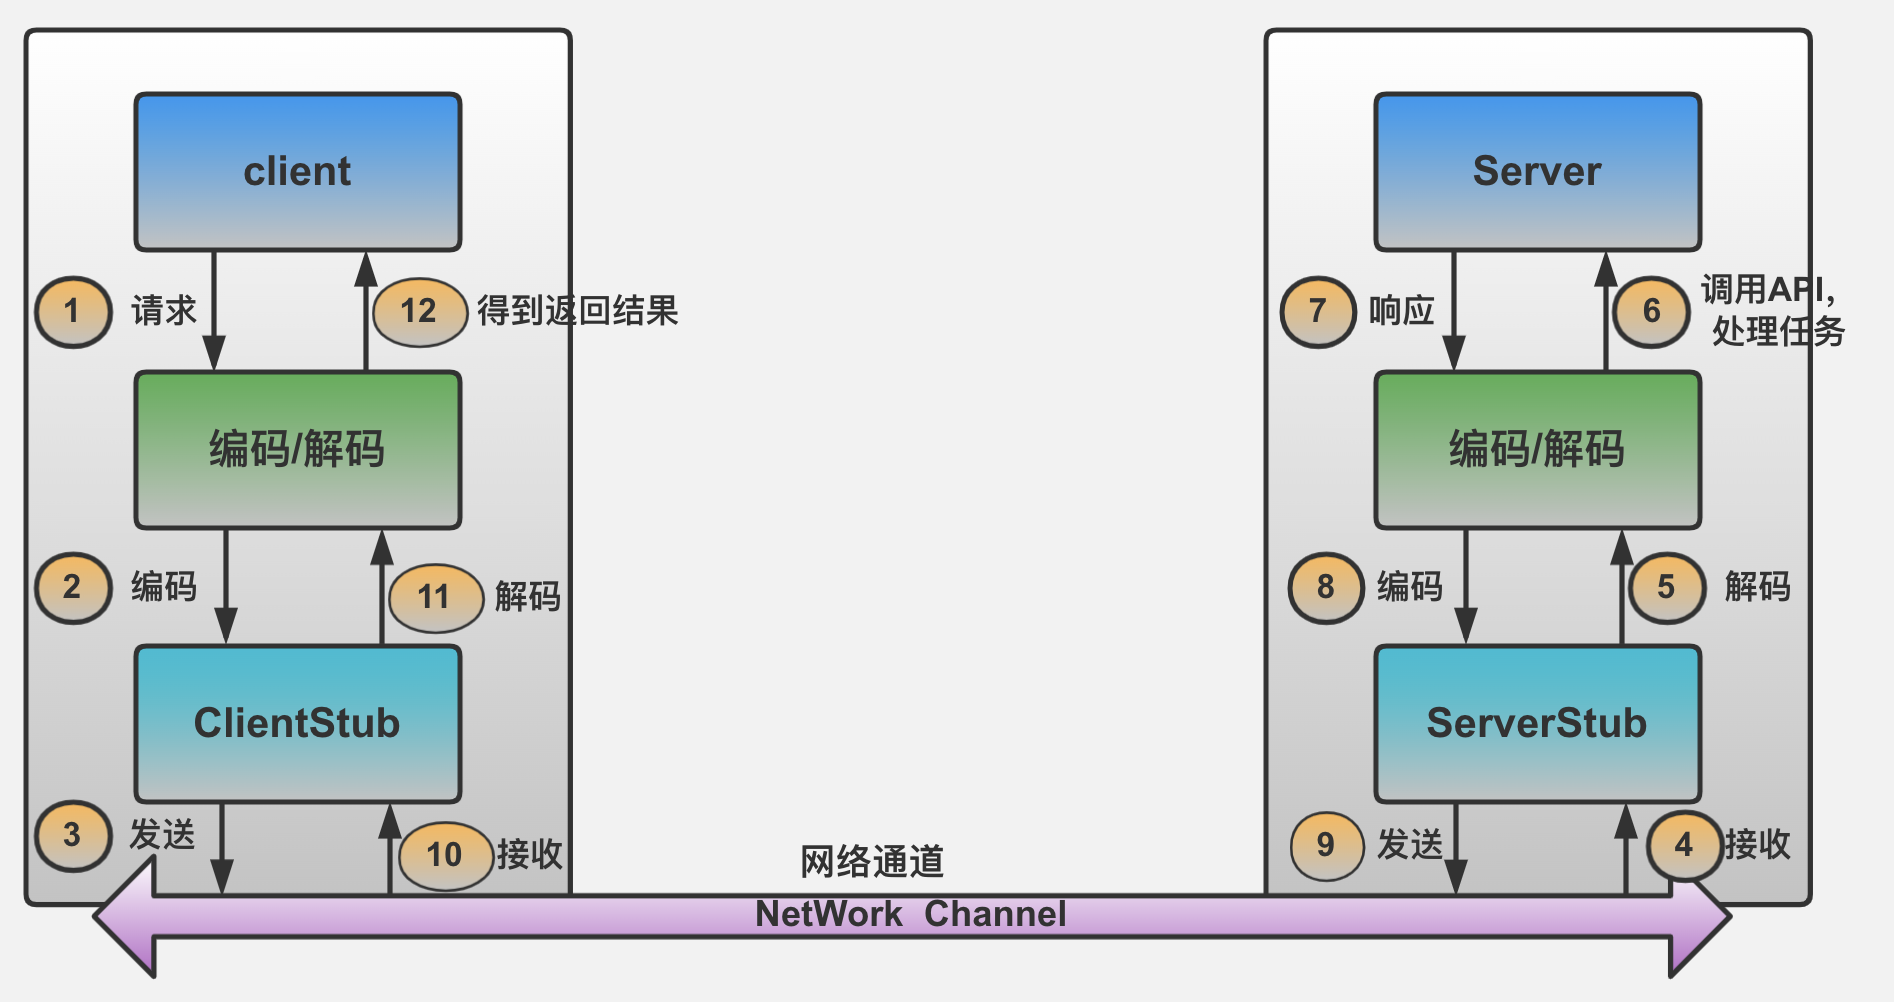 client
1 请求
12 得到返回结果
编码/解码
2 编码
11 解码
ClientStub
3 发送
10 接收
Server
7 响应
6 调用API,
处理任务
编码/解码
8 编码
5 解码
ServerStub
9 发送
4 接收
网络通道
NetWork Channel